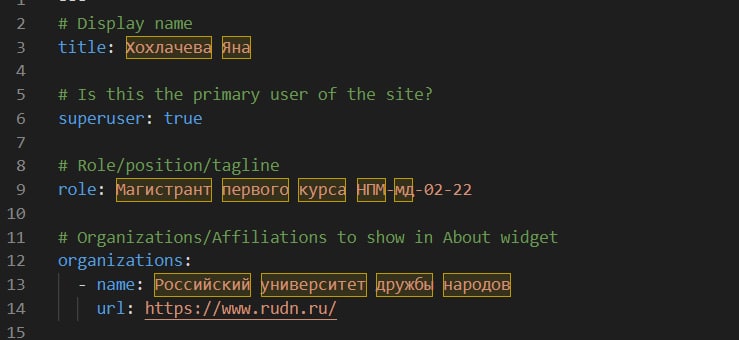 1 ---
2 # Display name
3 title: Хохлачева Яна
4
5 # Is this the primary user of the site?
6 superuser: true
7
8 # Role/position/tagline
9 role: Магистрант первого курса НПМ-мд-02-22
10
11 # Organizations/Affiliations to show in About widget
12 organizations:
13 - name: Российский университет дружбы народов
14 url: https://www.rudn.ru/
15